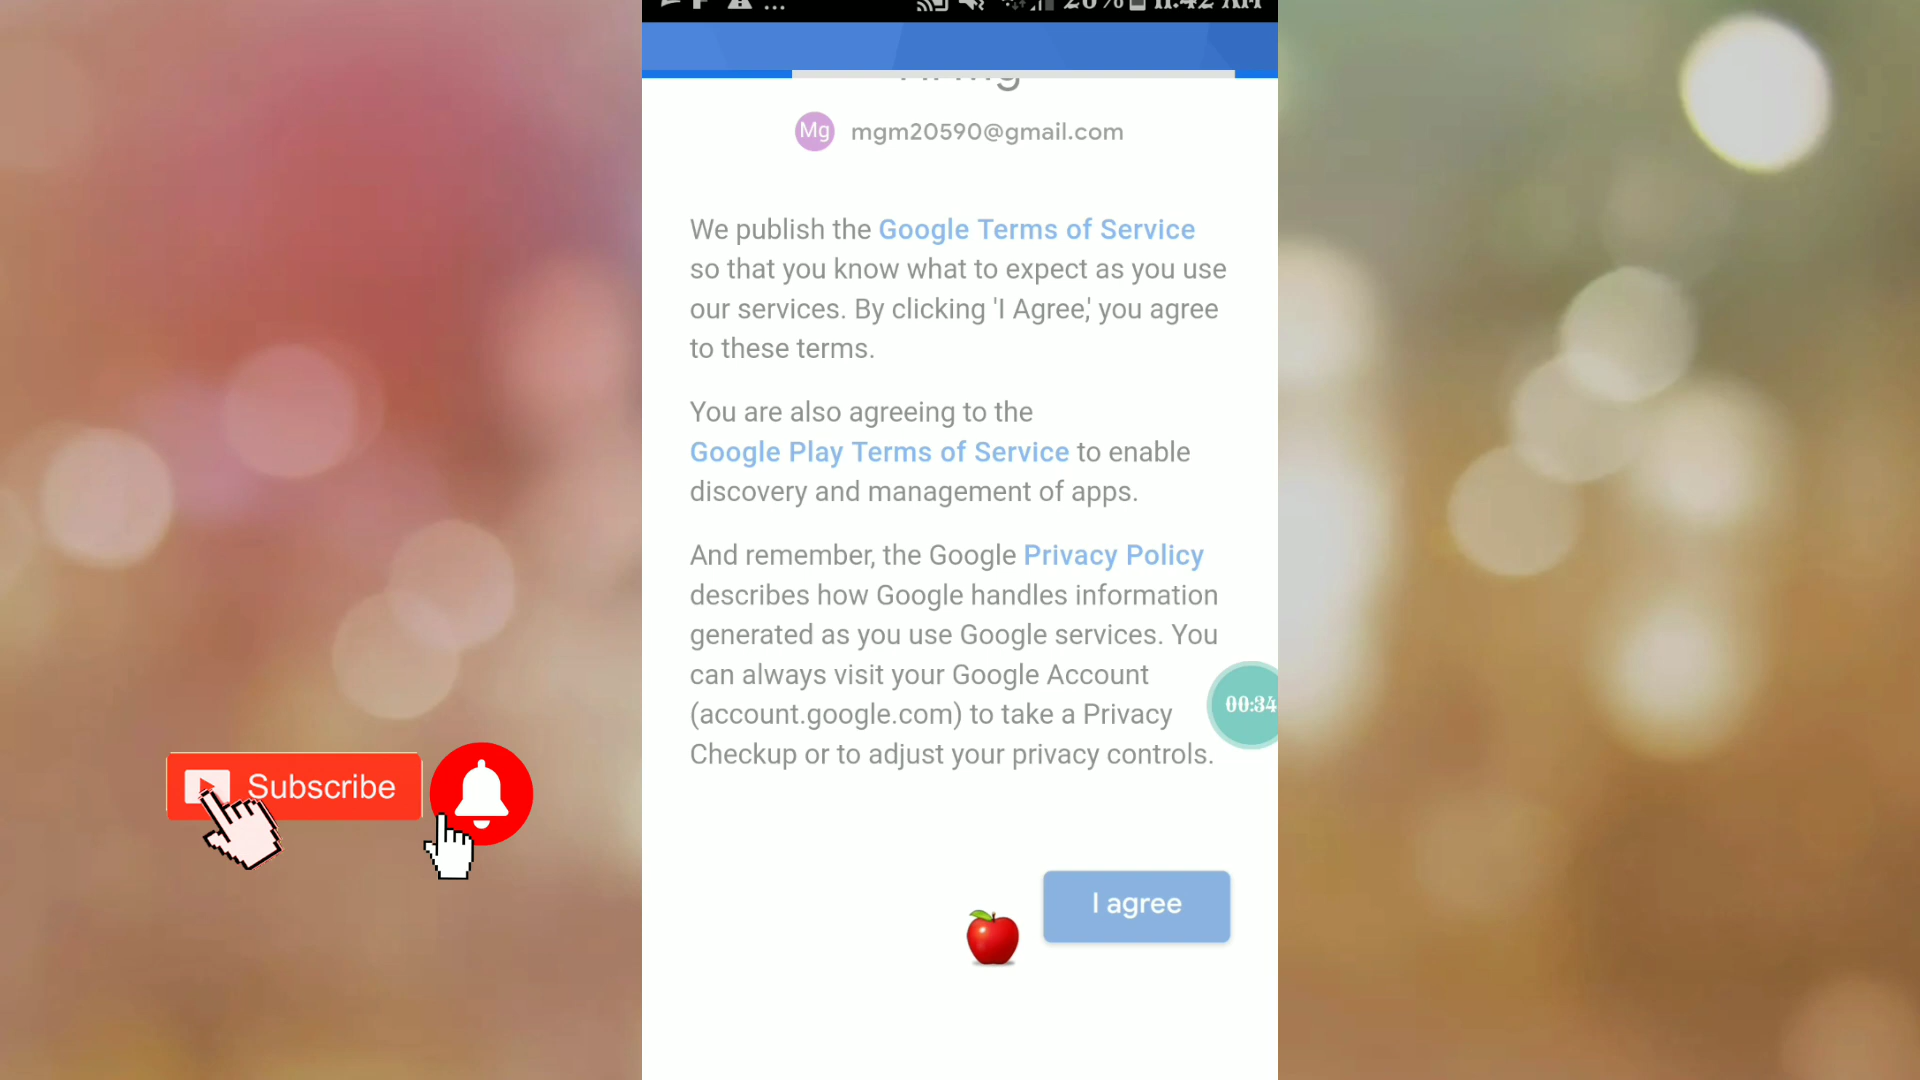 11:42 AM
Mg mgm20590@gmail.com
We publish the Google Terms of Service
so that you know what to expect as you use
our services. By clicking 'I Agree,' you agree
to these terms.
You are also agreeing to the
Google Play Terms of Service to enable
discovery and management of apps.
And remember, the Google Privacy Policy
describes how Google handles information
generated as you use Google services. You
can always visit your Google Account
(account.google.com) to take a Privacy
Checkup or to adjust your privacy controls.
00:34
Subscribe
I agree